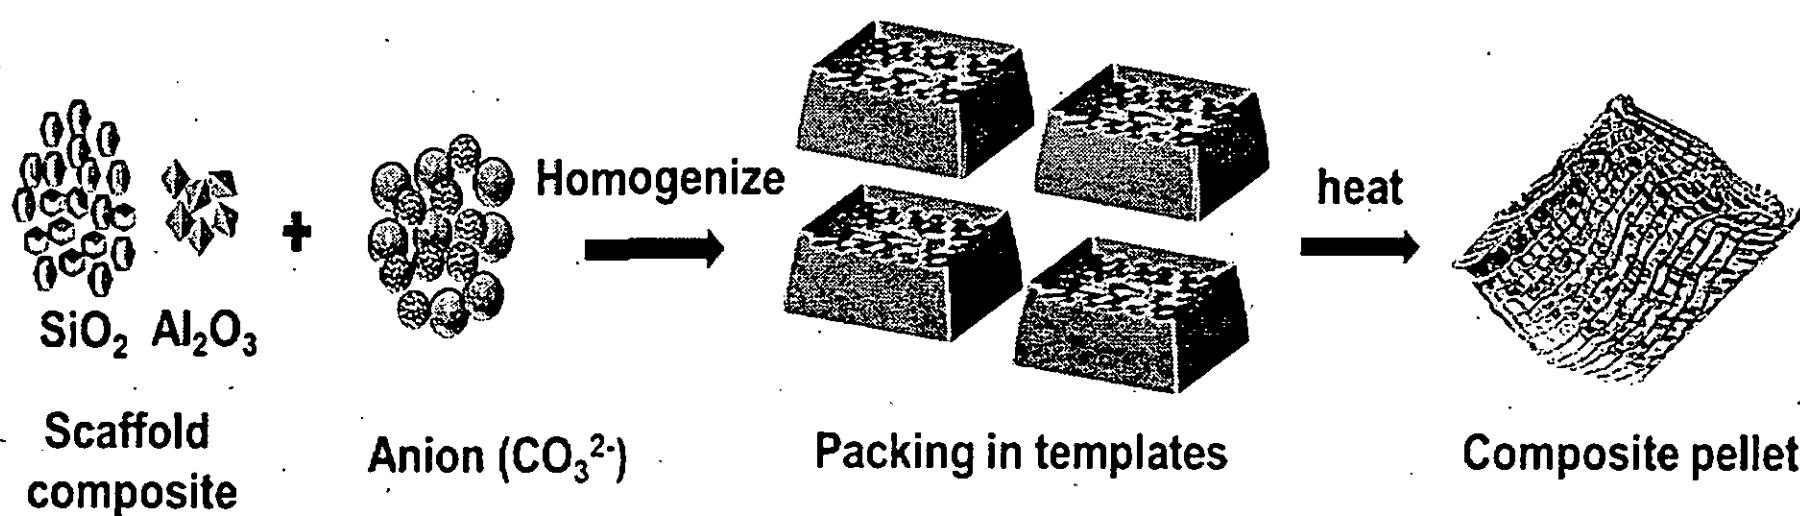 Homogenize
heat
+
SiO₂ Al₂O₃
Scaffold
composite
Anion (CO₃²⁻)
Packing in templates
Composite pellet